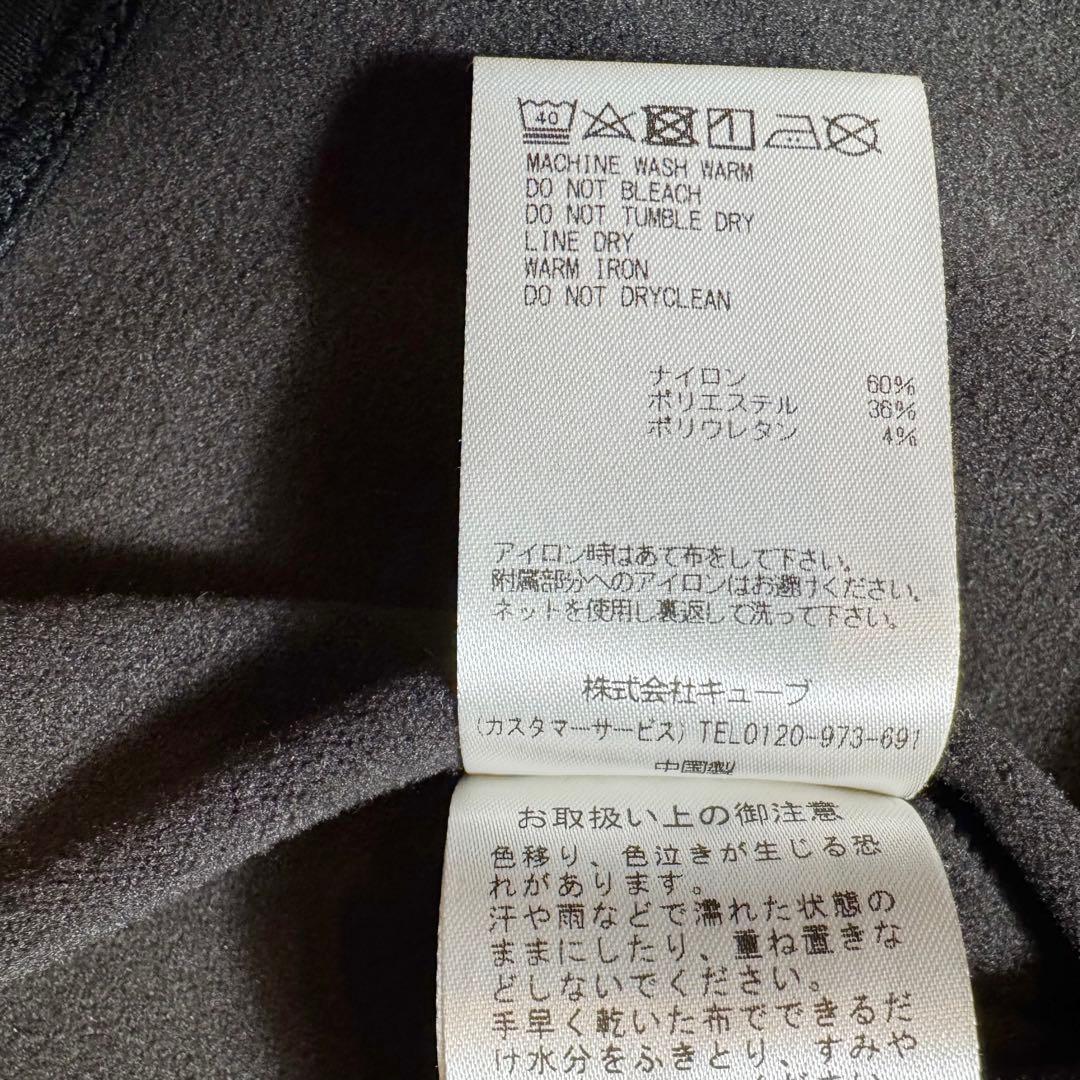 40
MACHINE WASH WARM
DO NOT BLEACH
DO NOT TUMBLE DRY
LINE DRY
WARM IRON
DO NOT DRYCLEAN
ナイロン 60%
ポリエステル 36%
ポリウレタン 4%
アイロン時はあて布をして下さい。
附属部分へのアイロンはお避けください。
ネットを使用し裏返して洗って下さい。
株式会社キューブ
(カスタマーサービス) TEL0120-973-691
中国製
お取扱い上の御注意
色移り、色泣きが生じる恐
れがあります。
汗や雨などで濡れた状態の
ままにしたり、重ね置きな
どしないでください。
手早く乾いた布でできるだ
け水分をふきとり、すみや